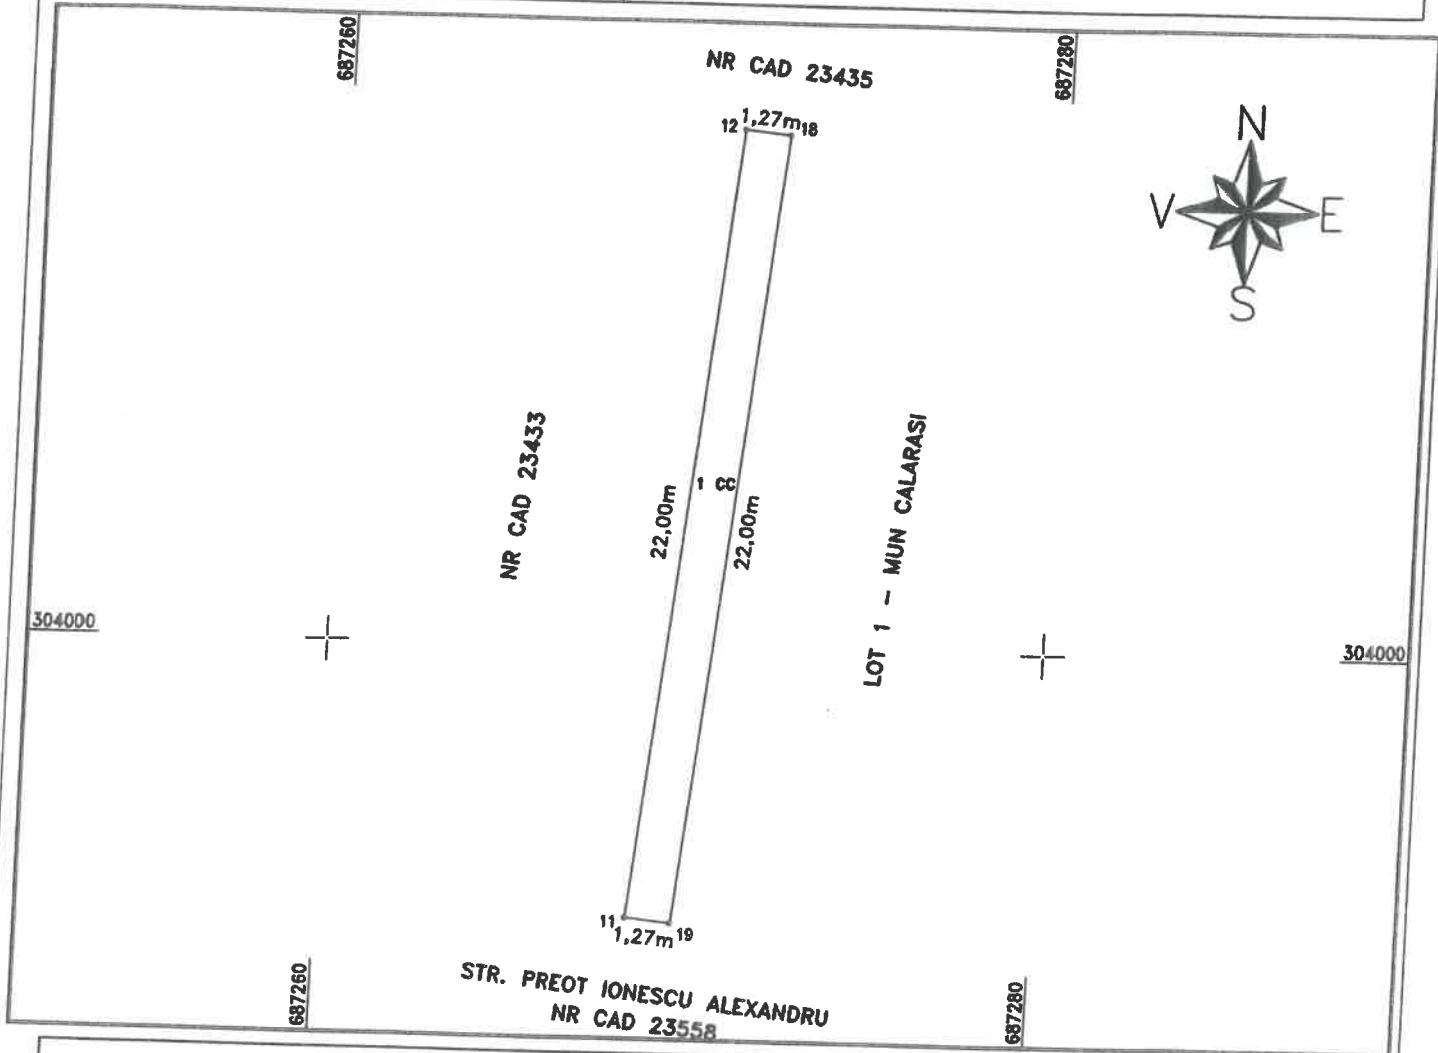 687260
687280
NR CAD 23435
12 1,27m 18
N
V E
S
NR CAD 23433
22,00m
1 CC
22,00m
LOT 1 - MUN CALARASI
304000
304000
11 1,27m 19
STR. PREOT IONESCU ALEXANDRU
NR CAD 23558
687260
687280